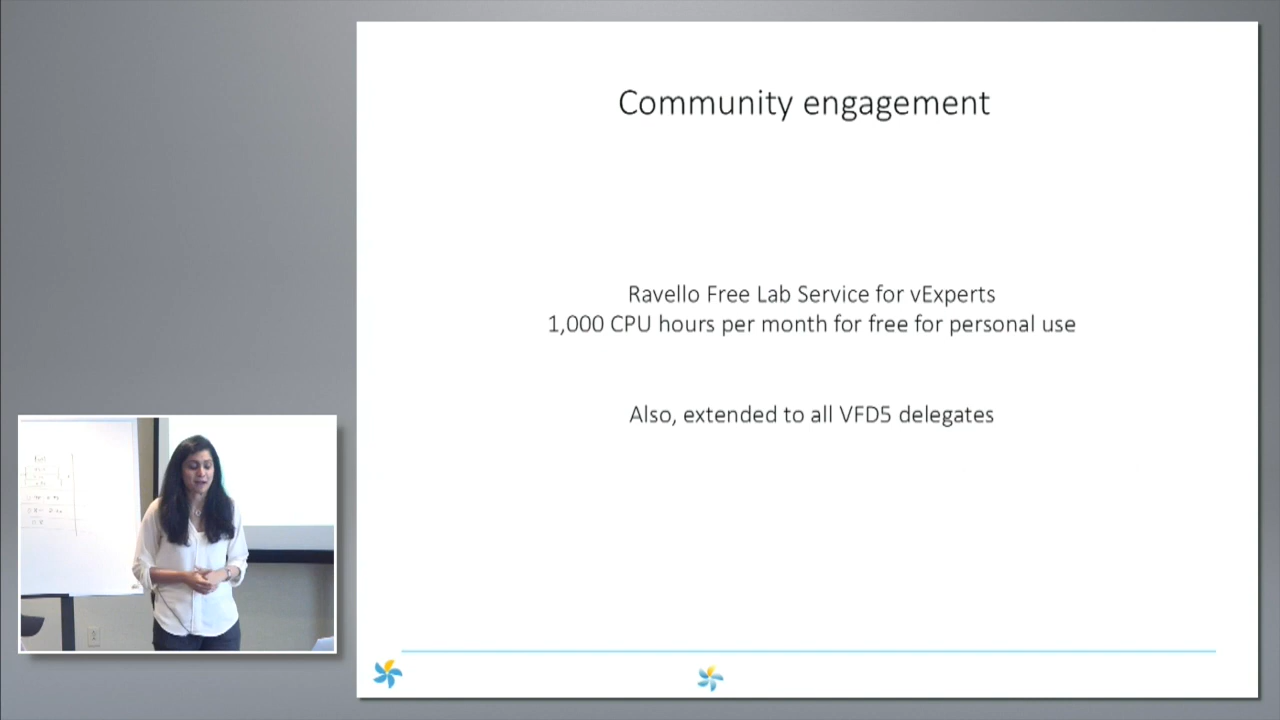 Community engagement
Ravello Free Lab Service for vExperts
1,000 CPU hours per month for free for personal use
Also, extended to all VFD5 delegates